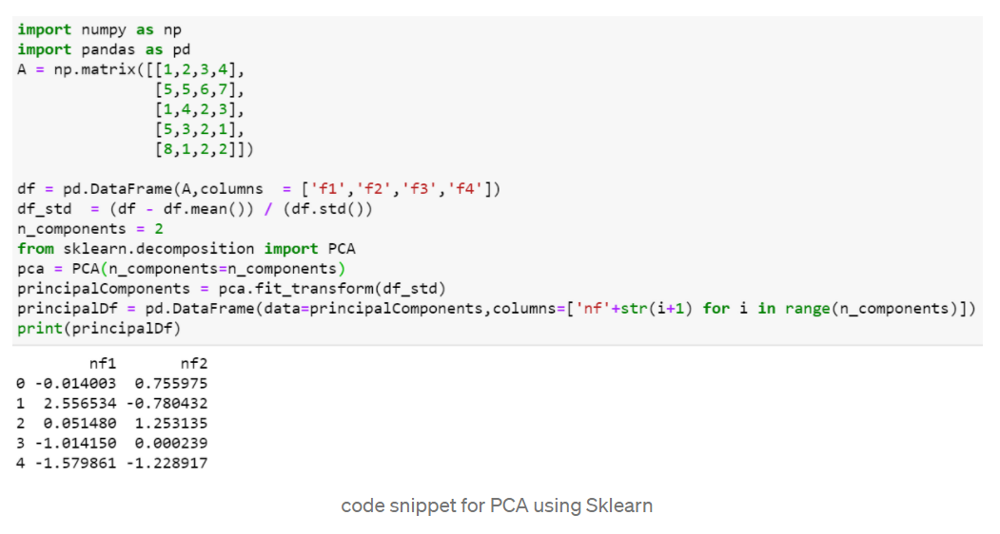 import numpy as np
import pandas as pd
A = np.matrix([[1,2,3,4],
               [5,5,6,7],
               [1,4,2,3],
               [5,3,2,1],
               [8,1,2,2]])
df = pd.DataFrame(A,columns  = ['f1','f2','f3','f4'])
df_std  = (df - df.mean()) / (df.std())
n_components = 2
from sklearn.decomposition import PCA
pca = PCA(n_components=n_components)
principalComponents = pca.fit_transform(df_std)
principalDf = pd.DataFrame(data=principalComponents,columns=['nf'+str(i+1) for i in range(n_components)])
print(principalDf)
        nf1       nf2
0 -0.014003  0.755975
1  2.556534 -0.780432
2  0.051480  1.253135
3 -1.014150  0.000239
4 -1.579861 -1.228917
code snippet for PCA using Sklearn